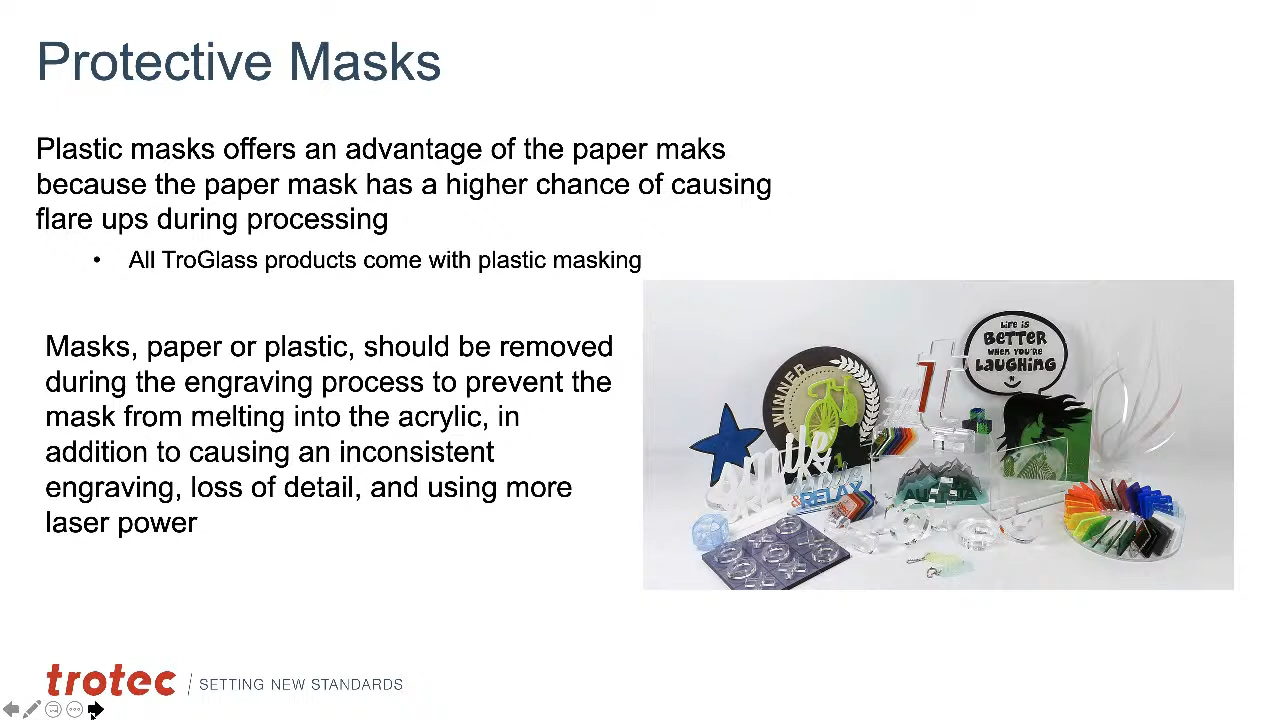 Protective Masks
Plastic masks offers an advantage of the paper maks
because the paper mask has a higher chance of causing
flare ups during processing
• All TroGlass products come with plastic masking
Masks, paper or plastic, should be removed
during the engraving process to prevent the
mask from melting into the acrylic, in
addition to causing an inconsistent
engraving, loss of detail, and using more
laser power
Life is
BETTER
WHEN YOU'RE
LAUGHING
WINNER
&RELAX
trotec / SETTING NEW STANDARDS